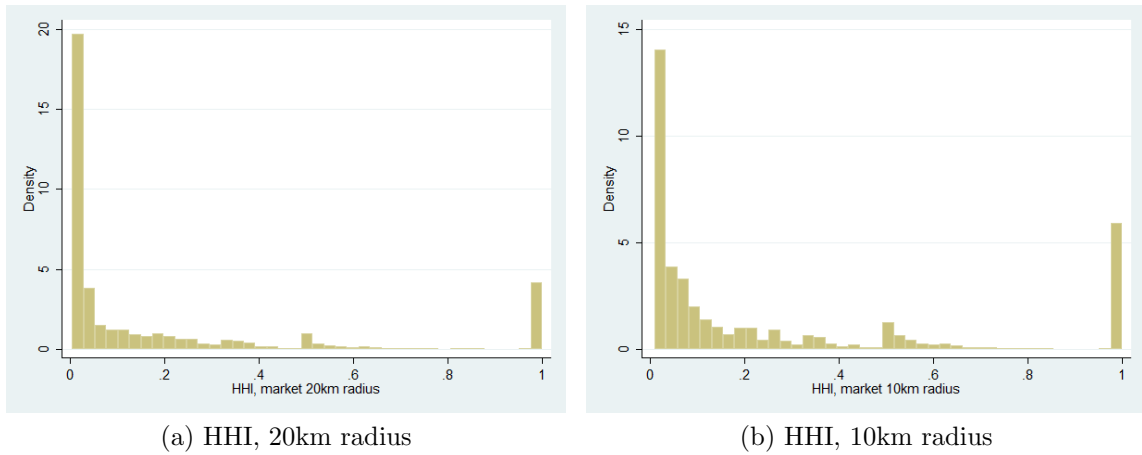 20
15
10
5
0
Density
0 .2 .4 .6 .8 1
HHI, market 20km radius
(a) HHI, 20km radius
15
10
5
0
Density
0 .2 .4 .6 .8 1
HHI, market 10km radius
(b) HHI, 10km radius